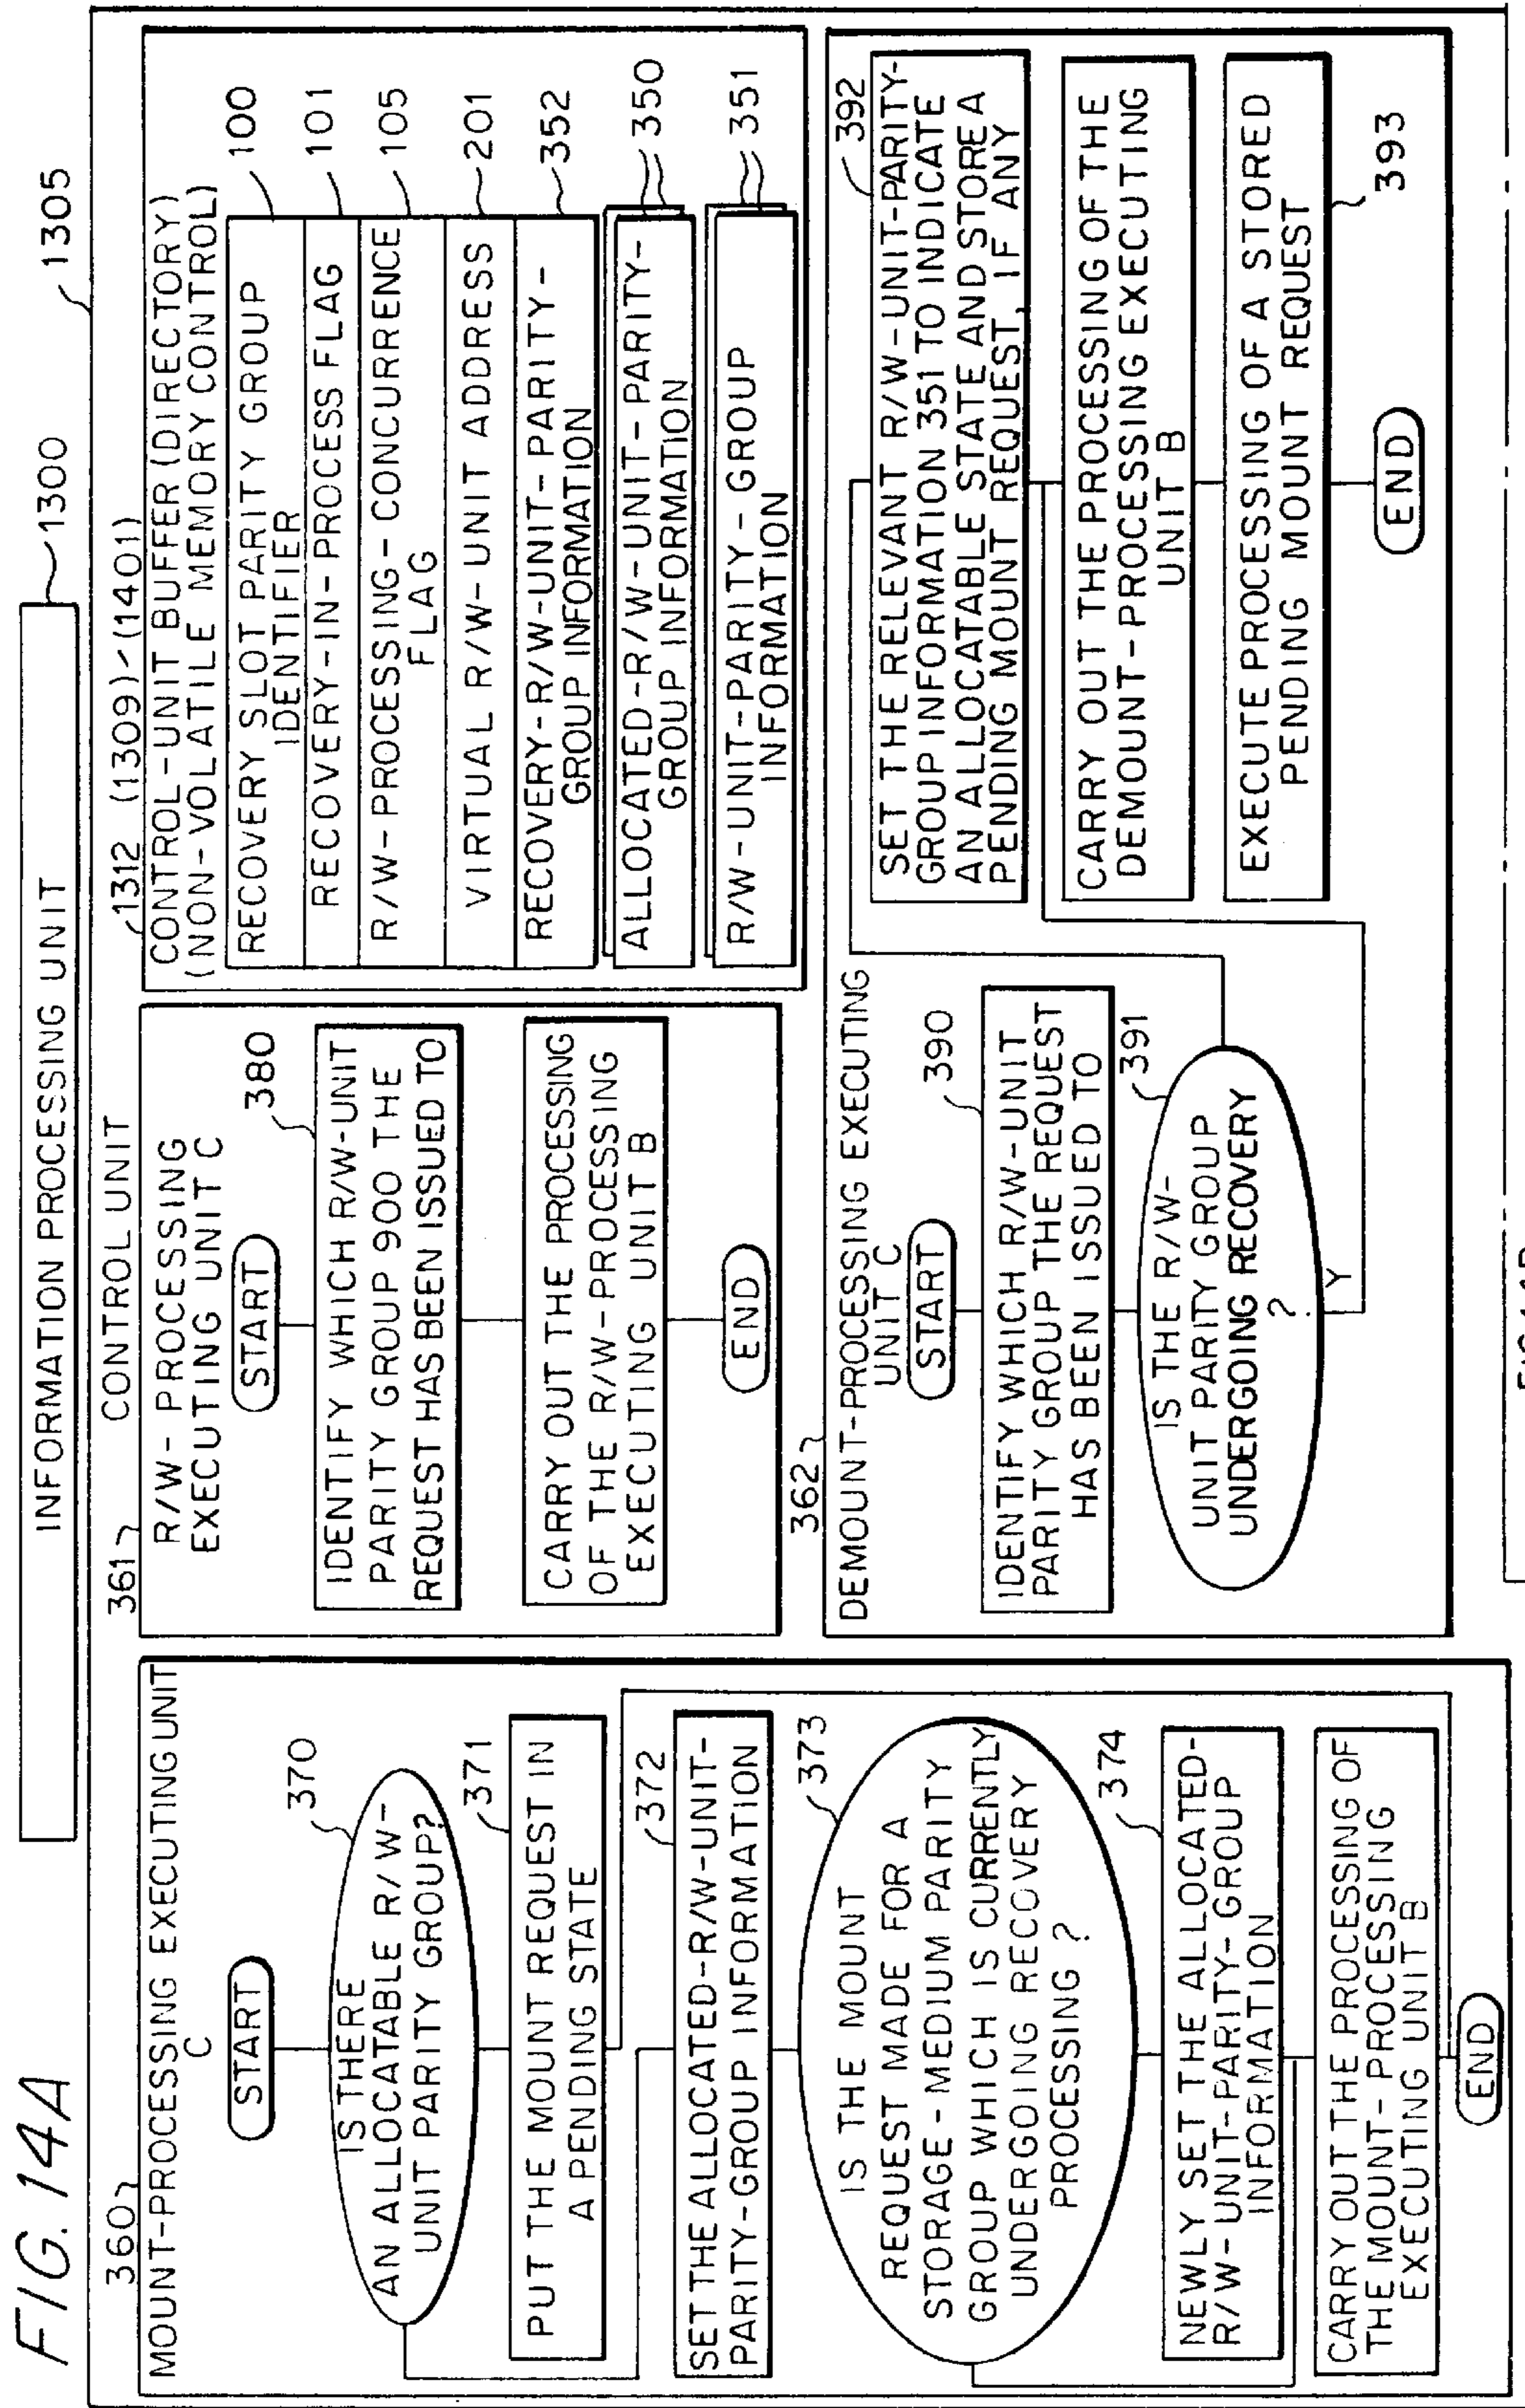 FIG. 14A
INFORMATION PROCESSING UNIT
1300
1305
CONTROL UNIT
360
MOUNT-PROCESSING EXECUTING UNIT
C
START
370
IS THERE
AN ALLOCATABLE R/W-
UNIT PARITY GROUP?
371
PUT THE MOUNT REQUEST IN
A PENDING STATE
372
SET THE ALLOCATED-R/W-UNIT-
PARITY-GROUP INFORMATION
373
IS THE MOUNT
REQUEST MADE FOR A
STORAGE-MEDIUM PARITY
GROUP WHICH IS CURRENTLY
UNDERGOING RECOVERY
PROCESSING ?
374
NEWLY SET THE ALLOCATED-
R/W-UNIT-PARITY-GROUP
INFORMATION
CARRY OUT THE PROCESSING OF
THE MOUNT-PROCESSING
EXECUTING UNIT B
END
361
R/W-PROCESSING
EXECUTING UNIT C
START
380
IDENTIFY WHICH R/W-UNIT
PARITY GROUP 900 THE
REQUEST HAS BEEN ISSUED TO
CARRY OUT THE PROCESSING
OF THE R/W-PROCESSING
EXECUTING UNIT B
END
1312 (1309) (1401)
CONTROL-UNIT BUFFER (DIRECTORY)
(NON-VOLATILE MEMORY CONTROL)
RECOVERY SLOT PARITY GROUP
IDENTIFIER
100
RECOVERY-IN-PROCESS FLAG
101
R/W-PROCESSING-CONCURRENCE
FLAG
105
VIRTUAL R/W-UNIT ADDRESS
201
RECOVERY-R/W-UNIT-PARITY-
GROUP INFORMATION
352
ALLOCATED-R/W-UNIT-PARITY-
GROUP INFORMATION
350
R/W-UNIT-PARITY-GROUP
INFORMATION
351
362
DEMOUNT-PROCESSING EXECUTING
UNIT C
START
390
IDENTIFY WHICH R/W-UNIT
PARITY GROUP THE REQUEST
HAS BEEN ISSUED TO
391
IS THE R/W-
UNIT PARITY GROUP
UNDERGOING RECOVERY
?
Y
392
SET THE RELEVANT R/W-UNIT-PARITY-
GROUP INFORMATION 351 TO INDICATE
AN ALLOCATABLE STATE AND STORE A
PENDING MOUNT REQUEST, IF ANY
CARRY OUT THE PROCESSING OF THE
DEMOUNT-PROCESSING EXECUTING
UNIT B
EXECUTE PROCESSING OF A STORED
PENDING MOUNT REQUEST
393
END